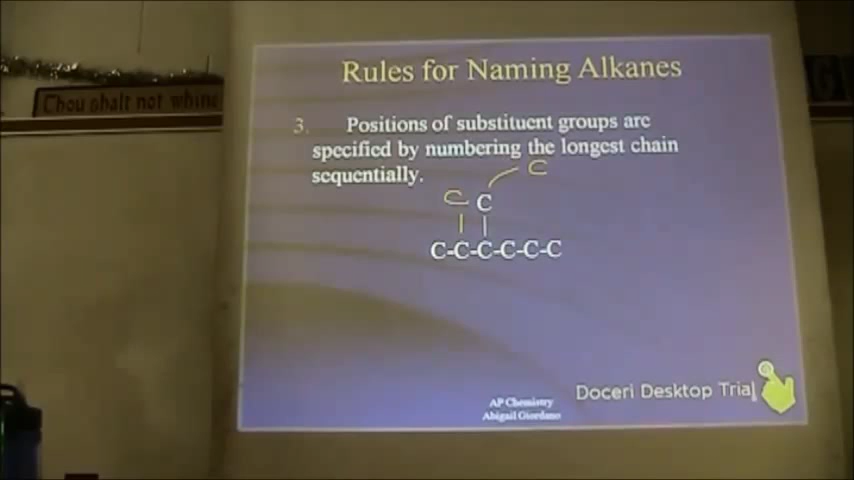 Chou shalt not whine
Rules for Naming Alkanes
3. Positions of substituent groups are
specified by numbering the longest chain
sequentially.
C
C C
C-C-C-C-C-C
Doceri Desktop Trial
AP Chemistry
Abigail Giordano